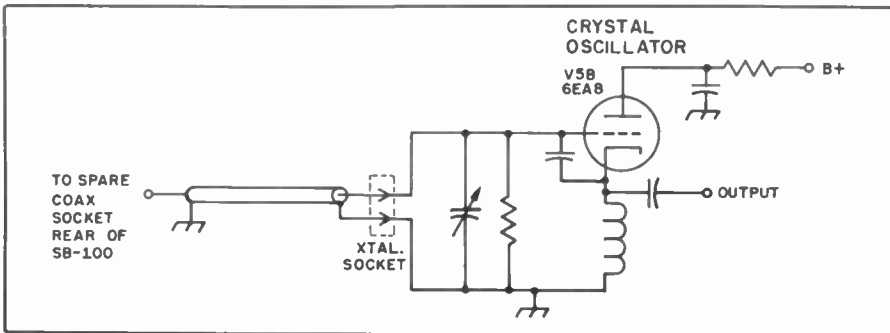 CRYSTAL
OSCILLATOR
V5B
6EA8
B+
TO SPARE
COAX
SOCKET
REAR OF
SB-100
XTAL.
SOCKET
OUTPUT